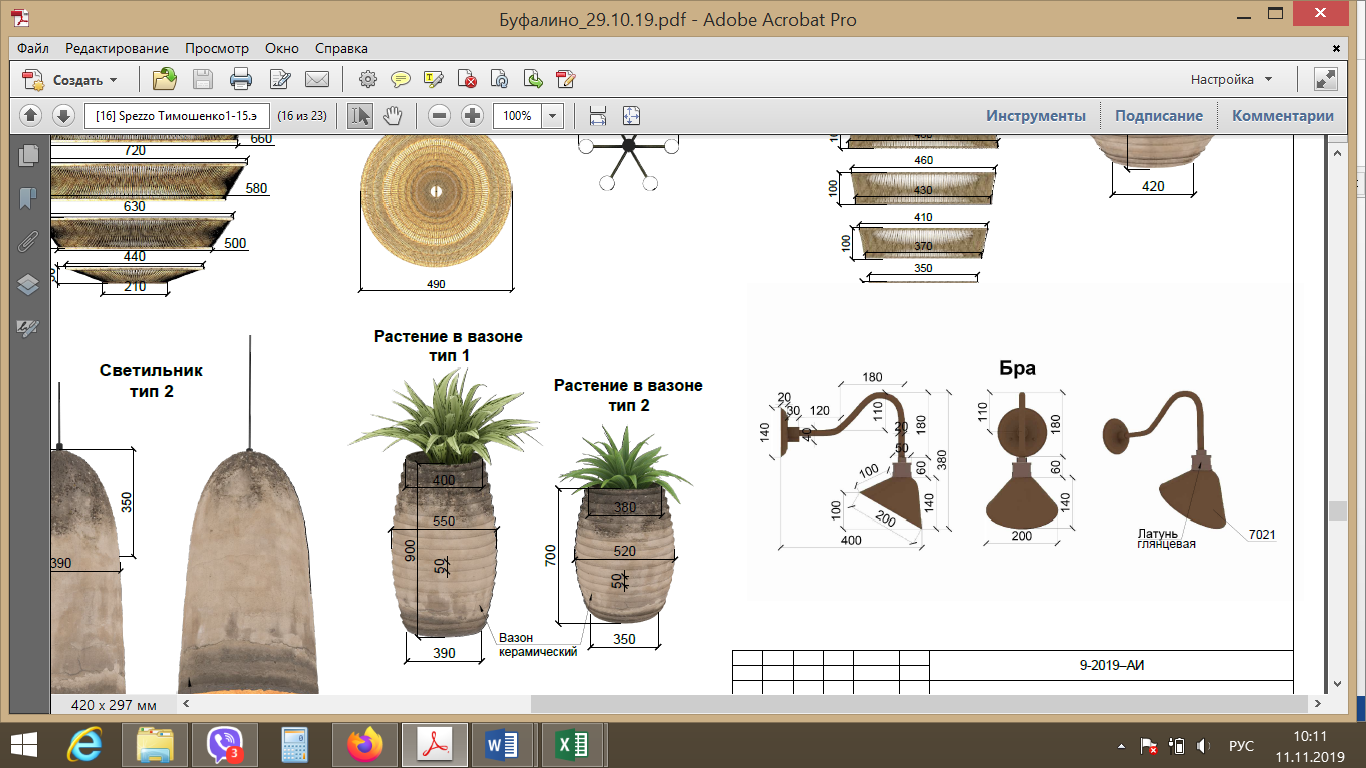 Буфалино_29.10.19.pdf - Adobe Acrobat Pro
Файл Редактирование Просмотр Окно Справка
Создать
Настройка
[16] Spezzo Тимошенко1-15.э (16 из 23) 100%
Инструменты Подписание Комментарии
660
720
580
630
500
440
210
490
460
100
430
410
100
370
350
420
Светильник
тип 2
350
390
Растение в вазоне
тип 1
400
550
900
50
390
Растение в вазоне
тип 2
380
520
700
50
350
Вазон
керамический
Бра
180
20
30 120
110
140
40
20
50
180
380
60
100
100
200
140
400
110
180
60
140
200
Латунь
глянцевая
7021
9-2019–АИ
420 x 297 мм
3
РУС
10:11
11.11.2019